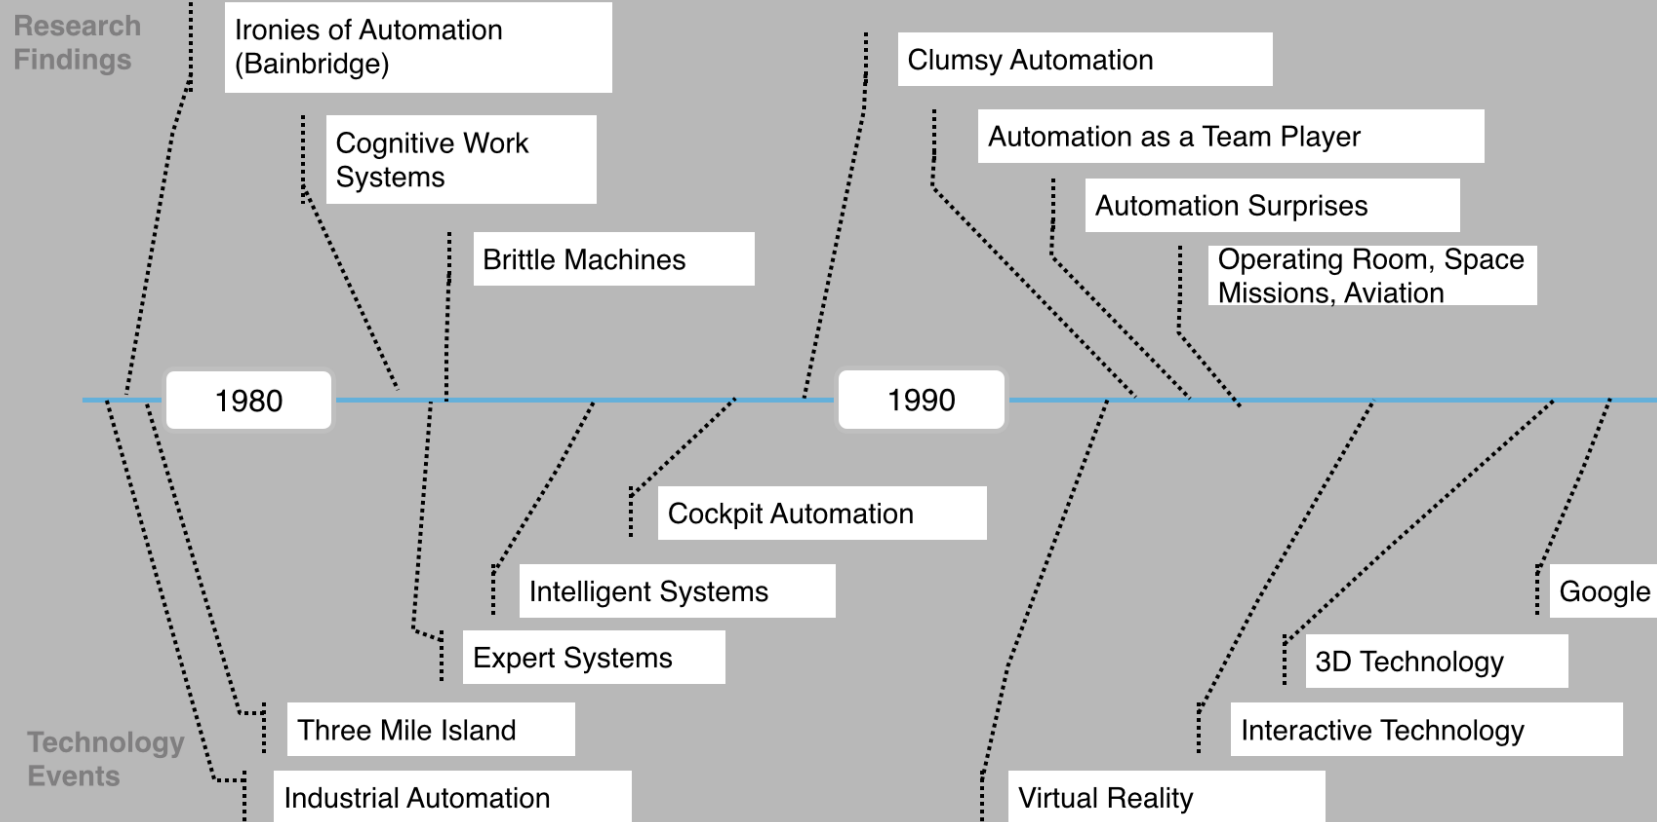 Research
Findings
Ironies of Automation
(Bainbridge)
Cognitive Work
Systems
Brittle Machines
Clumsy Automation
Automation as a Team Player
Automation Surprises
Operating Room, Space
Missions, Aviation
1980
1990
Cockpit Automation
Intelligent Systems
Expert Systems
Three Mile Island
Industrial Automation
Google
3D Technology
Interactive Technology
Virtual Reality
Technology
Events